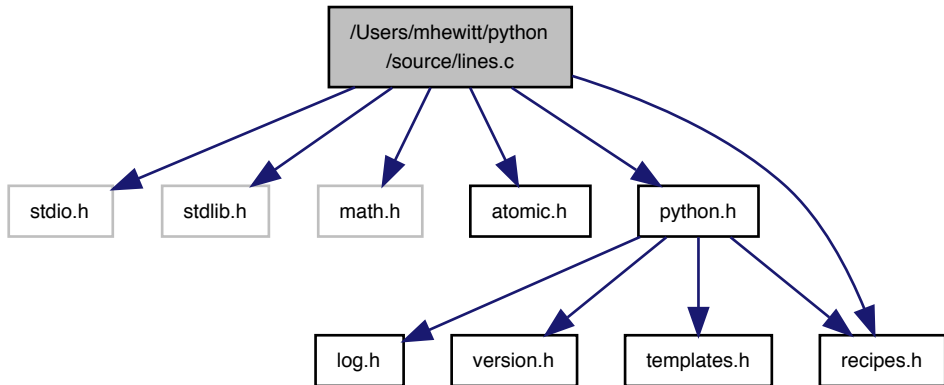 /Users/mhewitt/python
/source/lines.c
stdio.h
stdlib.h
math.h
atomic.h
python.h
log.h
version.h
templates.h
recipes.h